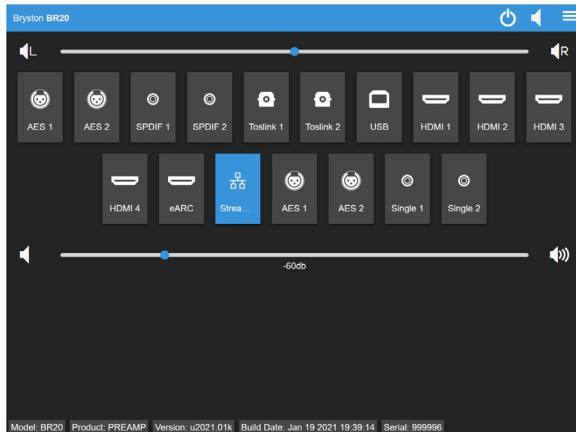 Bryston BR20
L R
AES 1 AES 2 SPDIF 1 SPDIF 2 Toslink 1 Toslink 2 USB HDMI 1 HDMI 2 HDMI 3
HDMI 4 eARC Strea... AES 1 AES 2 Single 1 Single 2
-60db
Model: BR20 Product: PREAMP Version: u2021.01k Build Date: Jan 19 2021 19:39:14 Serial: 999996